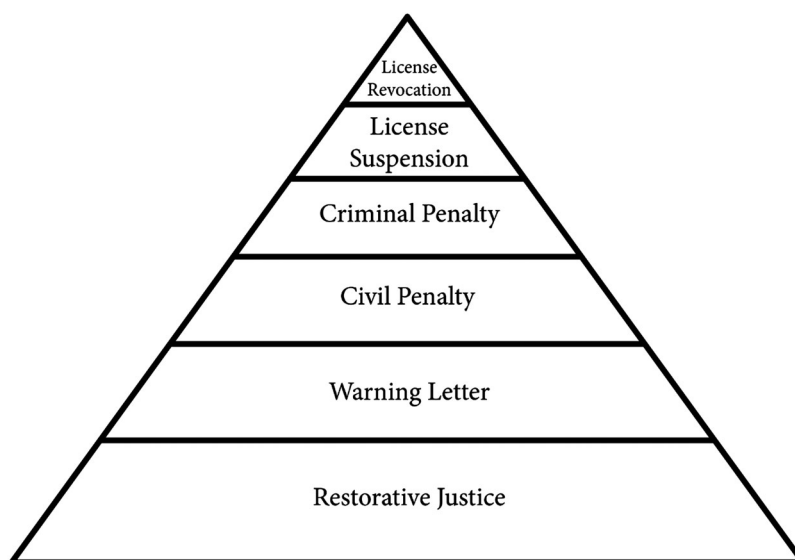 License
Revocation
License
Suspension
Criminal Penalty
Civil Penalty
Warning Letter
Restorative Justice